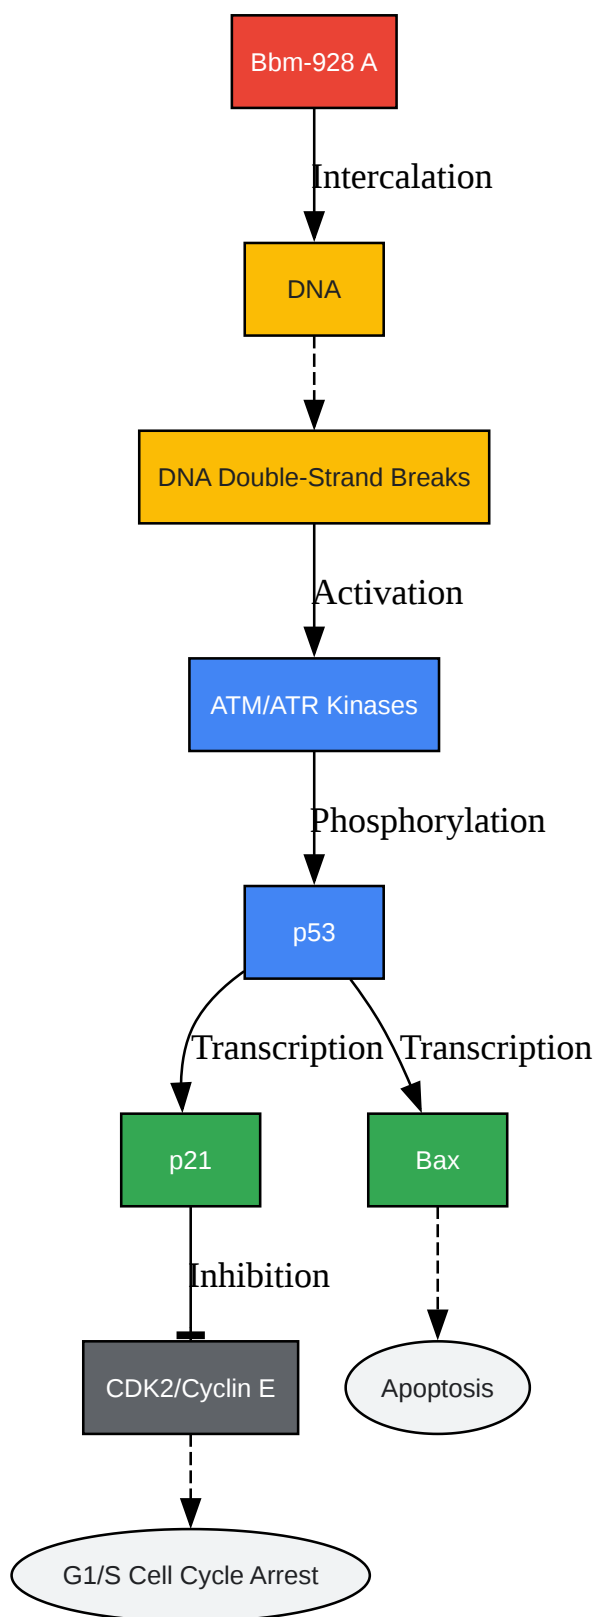 Bbm-928 A
Intercalation
DNA
DNA Double-Strand Breaks
Activation
ATM/ATR Kinases
Phosphorylation
p53
Transcription Transcription
p21 Bax
Inhibition
CDK2/Cyclin E Apoptosis
G1/S Cell Cycle Arrest